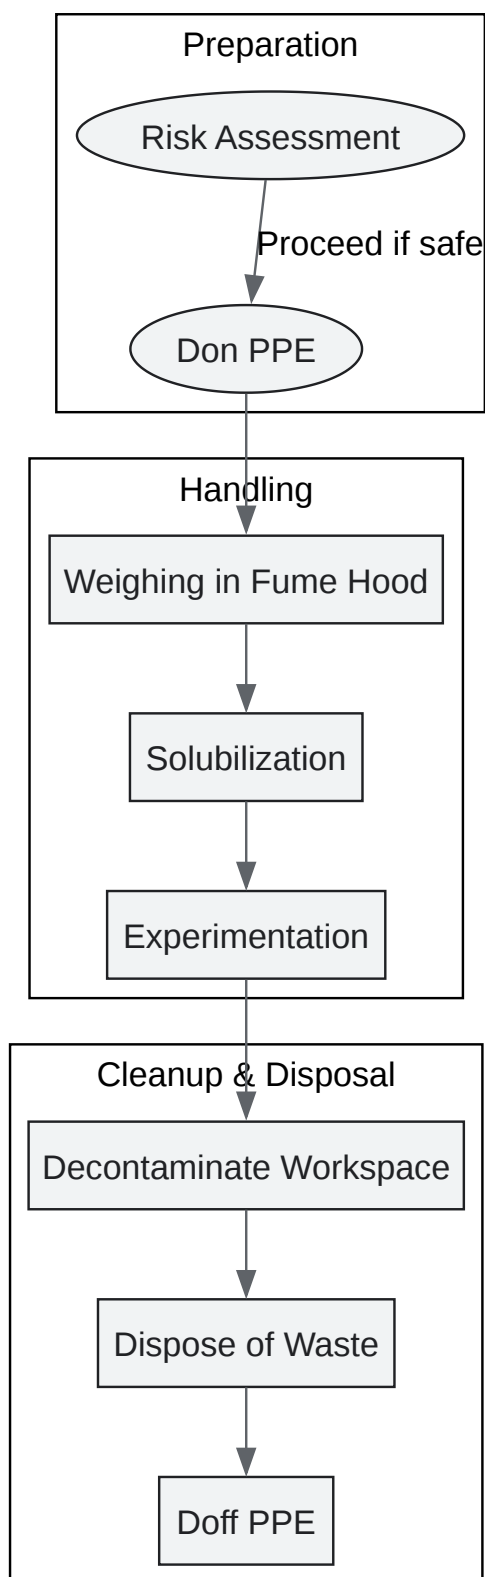 Preparation
Risk Assessment
Proceed if safe
Don PPE
Handling
Weighing in Fume Hood
Solubilization
Experimentation
Cleanup & Disposal
Decontaminate Workspace
Dispose of Waste
Doff PPE